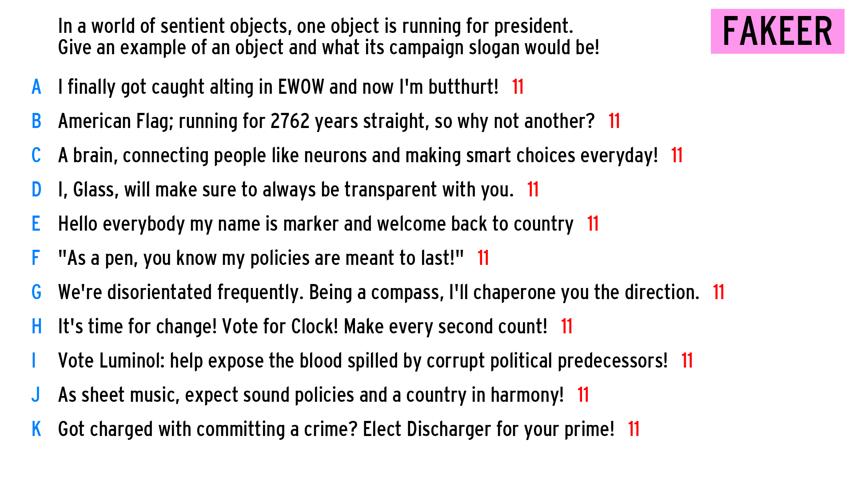 In a world of sentient objects, one object is running for president.
Give an example of an object and what its campaign slogan would be!
FAKEER
A I finally got caught alting in EWOW and now I'm butthurt! 11
B American Flag; running for 2762 years straight, so why not another? 11
C A brain, connecting people like neurons and making smart choices everyday! 11
D I, Glass, will make sure to always be transparent with you. 11
E Hello everybody my name is marker and welcome back to country 11
F "As a pen, you know my policies are meant to last!" 11
G We're disorientated frequently. Being a compass, I'll chaperone you the direction. 11
H It's time for change! Vote for Clock! Make every second count! 11
I Vote Luminol: help expose the blood spilled by corrupt political predecessors! 11
J As sheet music, expect sound policies and a country in harmony! 11
K Got charged with committing a crime? Elect Discharger for your prime! 11